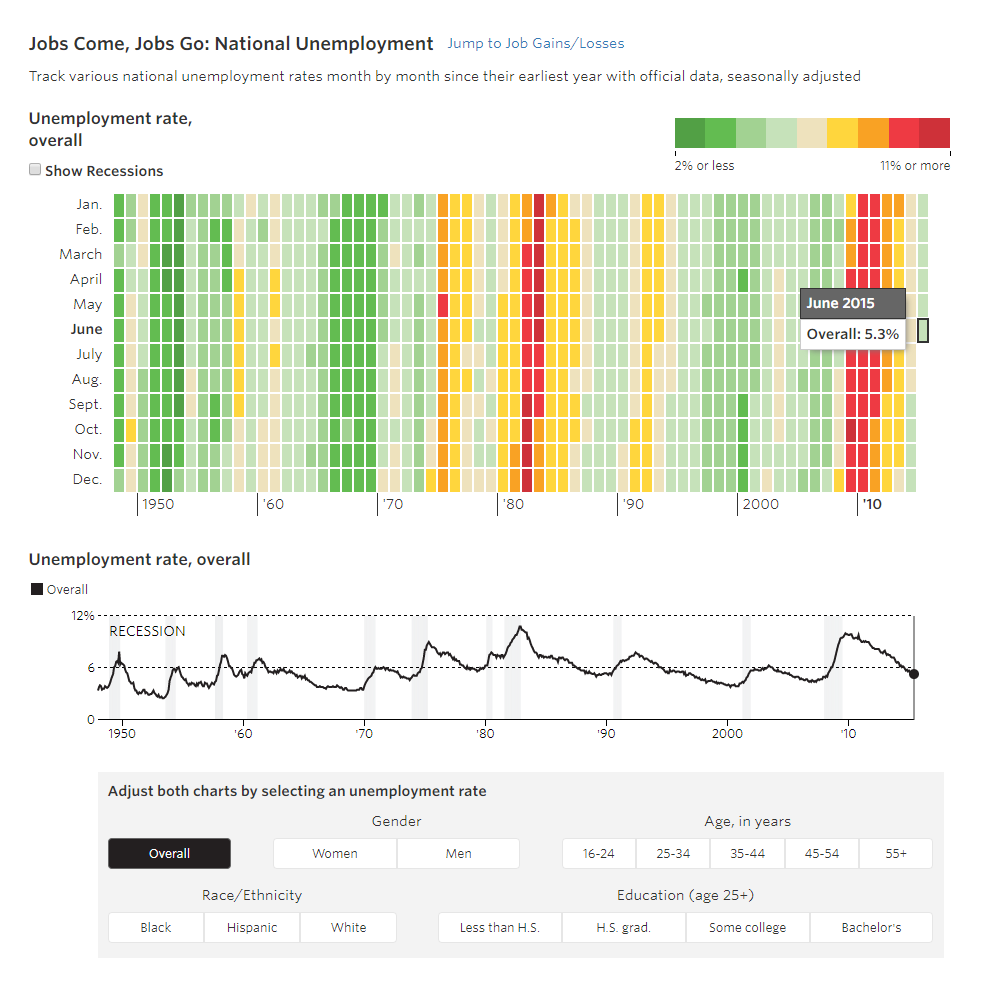 Jobs Come, Jobs Go: National Unemployment Jump to Job Gains/Losses
Track various national unemployment rates month by month since their earliest year with official data, seasonally adjusted
Unemployment rate,
overall
Show Recessions
2% or less 11% or more
Jan.
Feb.
March
April
May
June
July
Aug.
Sept.
Oct.
Nov.
Dec.
June 2015
Overall: 5.3%
1950 '60 '70 '80 '90 2000 '10
Unemployment rate, overall
Overall
12%
RECESSION
6
0
1950 '60 '70 '80 '90 2000 '10
Adjust both charts by selecting an unemployment rate
Gender Age, in years
Overall Women Men 16-24 25-34 35-44 45-54 55+
Race/Ethnicity Education (age 25+)
Black Hispanic White Less than H.S. H.S. grad. Some college Bachelor's